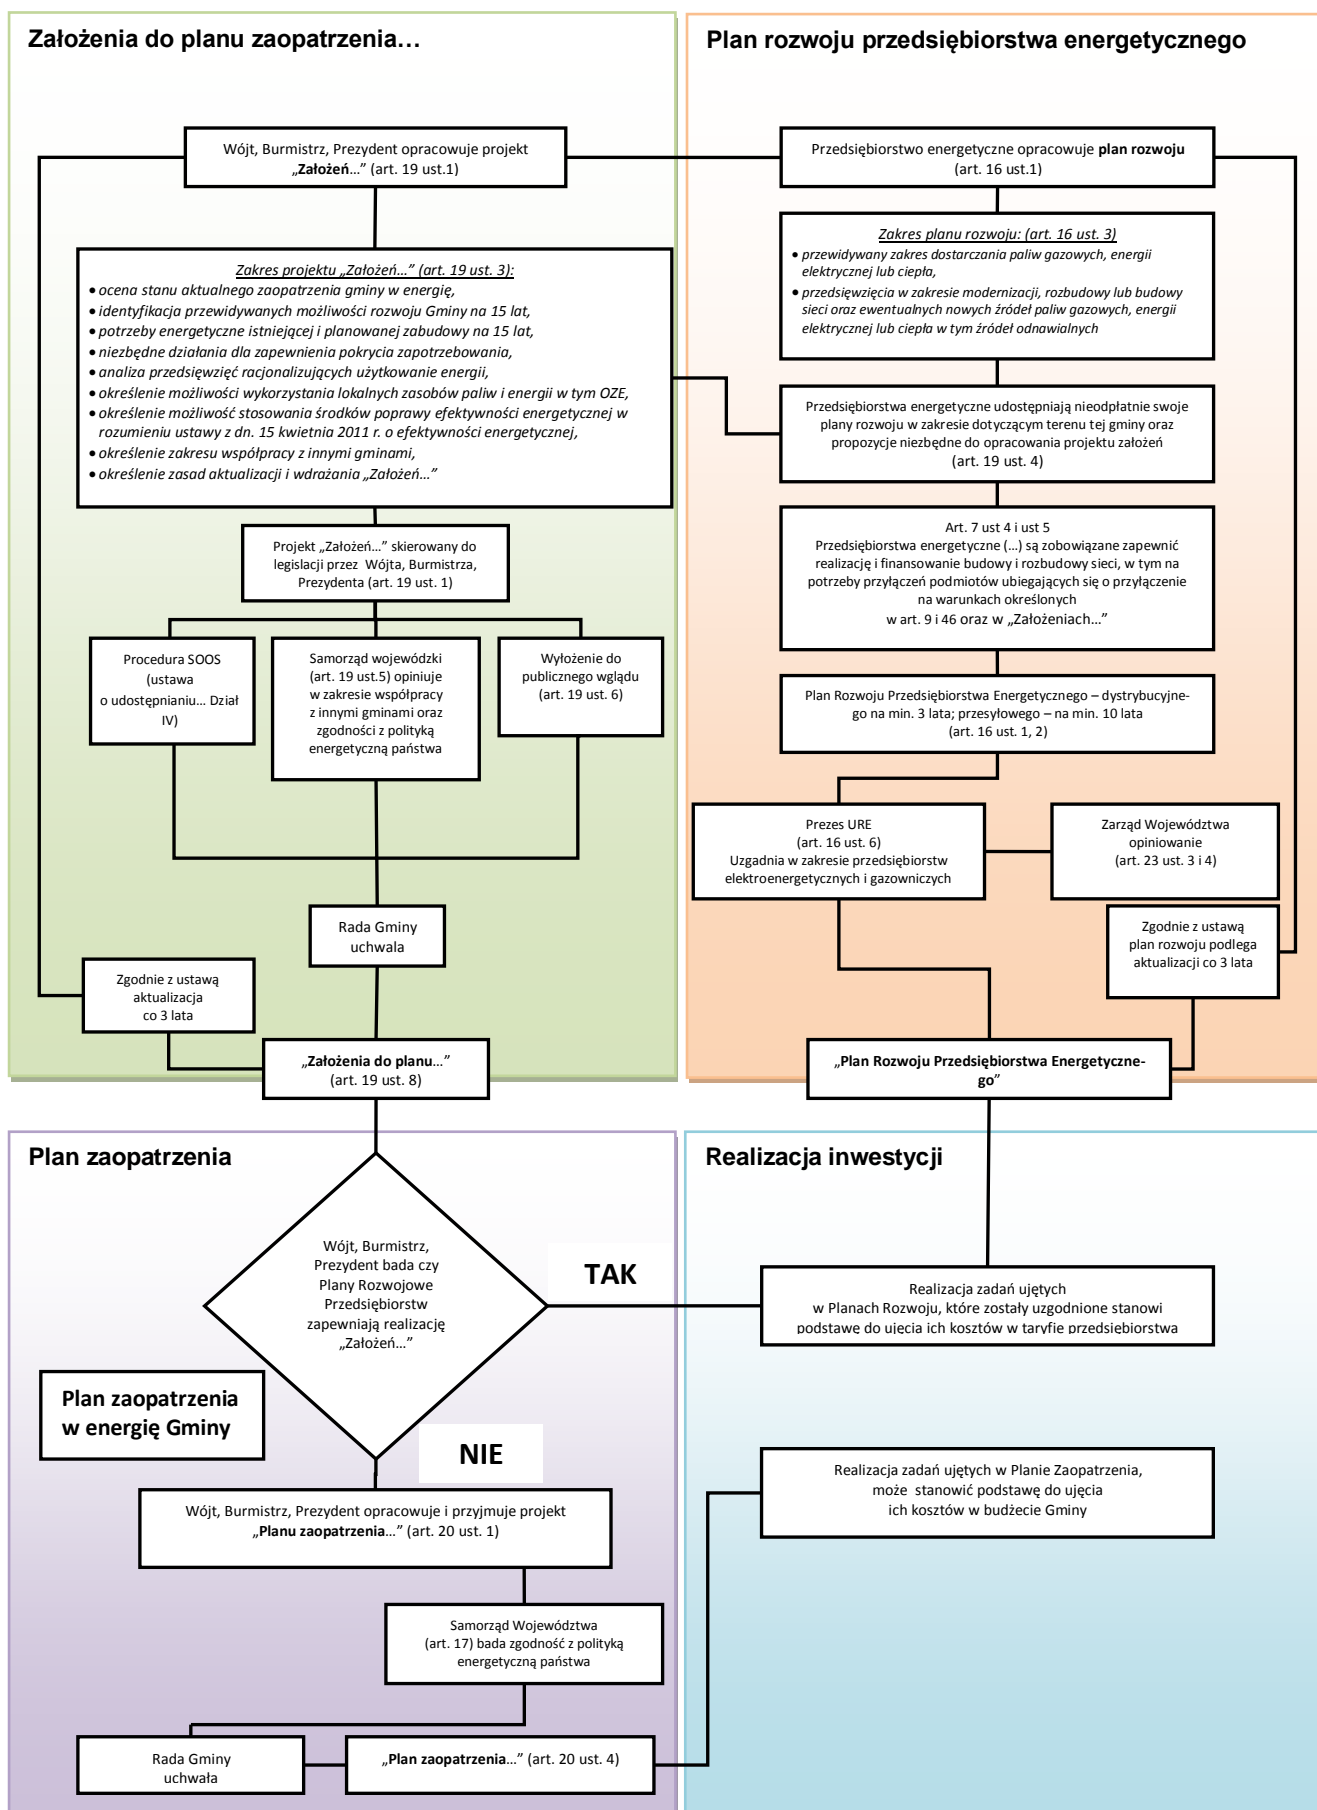 Założenia do planu zaopatrzenia…
Wójt, Burmistrz, Prezydent opracowuje projekt
„Założeń…” (art. 19 ust.1)
Zakres projektu „Założeń…” (art. 19 ust. 3):
• ocena stanu aktualnego zaopatrzenia gminy w energię,
• identyfikacja przewidywanych możliwości rozwoju Gminy na 15 lat,
• potrzeby energetyczne istniejącej i planowanej zabudowy na 15 lat,
• niezbędne działania dla zapewnienia pokrycia zapotrzebowania,
• analiza przedsięwzięć racjonalizujących użytkowanie energii,
• określenie możliwości wykorzystania lokalnych zasobów paliw i energii w tym OZE,
• określenie możliwość stosowania środków poprawy efektywności energetycznej w
rozumieniu ustawy z dn. 15 kwietnia 2011 r. o efektywności energetycznej,
• określenie zakresu współpracy z innymi gminami,
• określenie zasad aktualizacji i wdrażania „Założeń…”
Projekt „Założeń…” skierowany do
legislacji przez  Wójta, Burmistrza,
Prezydenta (art. 19 ust. 1)
Procedura SOOS
(ustawa
o udostępnianiu… Dział
IV)
Samorząd wojewódzki
(art. 19 ust.5) opiniuje
w zakresie współpracy
z innymi gminami oraz
zgodności z polityką
energetyczną państwa
Wyłożenie do
publicznego wglądu
(art. 19 ust. 6)
Rada Gminy
uchwala
Zgodnie z ustawą
aktualizacja
co 3 lata
„Założenia do planu…”
(art. 19 ust. 8)
Plan rozwoju przedsiębiorstwa energetycznego
Przedsiębiorstwo energetyczne opracowuje plan rozwoju
(art. 16 ust.1)
Zakres planu rozwoju: (art. 16 ust. 3)
• przewidywany zakres dostarczania paliw gazowych, energii
elektrycznej lub ciepła,
• przedsięwzięcia w zakresie modernizacji, rozbudowy lub budowy
sieci oraz ewentualnych nowych źródeł paliw gazowych, energii
elektrycznej lub ciepła w tym źródeł odnawialnych
Przedsiębiorstwa energetyczne udostępniają nieodpłatnie swoje
plany rozwoju w zakresie dotyczącym terenu tej gminy oraz
propozycje niezbędne do opracowania projektu założeń
(art. 19 ust. 4)
Art. 7 ust 4 i ust 5
Przedsiębiorstwa energetyczne (…) są zobowiązane zapewnić
realizację i finansowanie budowy i rozbudowy sieci, w tym na
potrzeby przyłączeń podmiotów ubiegających się o przyłączenie
na warunkach określonych
w art. 9 i 46 oraz w „Założeniach…”
Plan Rozwoju Przedsiębiorstwa Energetycznego – dystrybucyjne-
go na min. 3 lata; przesyłowego – na min. 10 lata
(art. 16 ust. 1, 2)
Prezes URE
(art. 16 ust. 6)
Uzgadnia w zakresie przedsiębiorstw
elektroenergetycznych i gazowniczych
Zarząd Województwa
opiniowanie
(art. 23 ust. 3 i 4)
Zgodnie z ustawą
plan rozwoju podlega
aktualizacji co 3 lata
„Plan Rozwoju Przedsiębiorstwa Energetyczne-
go”
Plan zaopatrzenia
Wójt, Burmistrz,
Prezydent bada czy
Plany Rozwojowe
Przedsiębiorstw
zapewniają realizację
„Założeń…”
TAK
Plan zaopatrzenia
w energię Gminy
NIE
Wójt, Burmistrz, Prezydent opracowuje i przyjmuje projekt
„Planu zaopatrzenia…” (art. 20 ust. 1)
Samorząd Województwa
(art. 17) bada zgodność z polityką
energetyczną państwa
Rada Gminy
uchwała
„Plan zaopatrzenia…” (art. 20 ust. 4)
Realizacja inwestycji
Realizacja zadań ujętych
w Planach Rozwoju, które zostały uzgodnione stanowi
podstawę do ujęcia ich kosztów w taryfie przedsiębiorstwa
Realizacja zadań ujętych w Planie Zaopatrzenia,
może  stanowić podstawę do ujęcia
ich kosztów w budżecie Gminy